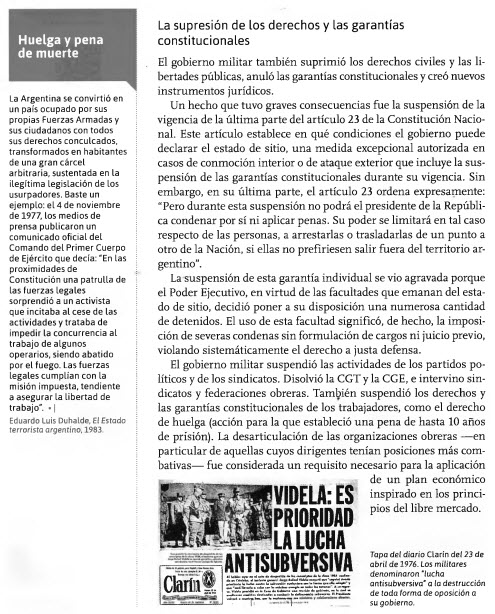 Huelga y pena
de muerte
La Argentina se convirtió en
un país ocupado por sus
propias Fuerzas Armadas y
sus ciudadanos con todos
sus derechos conculcados,
transformados en habitantes
de una gran cárcel
arbitraria, sustentada en la
ilegítima legislación de los
usurpadores. Baste un
ejemplo: el 4 de noviembre
de 1977, los medios de
prensa publicaron un
comunicado oficial del
Comando del Primer Cuerpo
de Ejército que decía: "En las
proximidades de
Constitución una patrulla de
las fuerzas legales
sorprendió a un activista
que incitaba al cese de las
actividades y trataba de
impedir la concurrencia al
trabajo de algunos
operarios, siendo abatido
por el fuego. Las fuerzas
legales cumplían con la
misión impuesta, tendiente
a asegurar la libertad de
trabajo".
Eduardo Luis Duhalde, El Estado
terrorista argentino, 1983.
La supresión de los derechos y las garantías
constitucionales
El gobierno militar también suprimió los derechos civiles y las li-
bertades públicas, anuló las garantías constitucionales y creó nuevos
instrumentos jurídicos.
Un hecho que tuvo graves consecuencias fue la suspensión de la
vigencia de la última parte del artículo 23 de la Constitución Nacio-
nal. Este artículo establece en qué condiciones el gobierno puede
declarar el estado de sitio, una medida excepcional autorizada en
casos de conmoción interior o de ataque exterior que incluye la sus-
pensión de las garantías constitucionales durante su vigencia. Sin
embargo, en su última parte, el artículo 23 ordena expresamente:
"Pero durante esta suspensión no podrá el presidente de la Repúbli-
ca condenar por sí ni aplicar penas. Su poder se limitará en tal caso
respecto de las personas, a arrestarlas o trasladarlas de un punto a
otro de la Nación, si ellas no prefiriesen salir fuera del territorio ar-
gentino".
La suspensión de esta garantía individual se vio agravada porque
el Poder Ejecutivo, en virtud de las facultades que emanan del esta-
do de sitio, decidió poner a su disposición una numerosa cantidad
de detenidos. El uso de esta facultad significó, de hecho, la imposi-
ción de severas condenas sin formulación de cargos ni juicio previo,
violando sistemáticamente el derecho a justa defensa.
El gobierno militar suspendió las actividades de los partidos po-
líticos y de los sindicatos. Disolvió la CGT y la CGE, e intervino sin-
dicatos y federaciones obreras. También suspendió los derechos y
las garantías constitucionales de los trabajadores, como el derecho
de huelga (acción para la que estableció una pena de hasta 10 años
de prisión). La desarticulación de las organizaciones obreras —en
particular de aquellas cuyos dirigentes tenían posiciones más com-
bativas— fue considerada un requisito necesario para la aplicación
de un plan económico
inspirado en los princi-
pios del libre mercado.
VIDELA: ES
PRIORIDAD
LA LUCHA
ANTISUBVERSIVA
Clarín
Tapa del diario Clarín del 23 de
abril de 1976. Los militares
denominaron "lucha
antisubversiva" a la destrucción
de toda forma de oposición a
su gobierno.